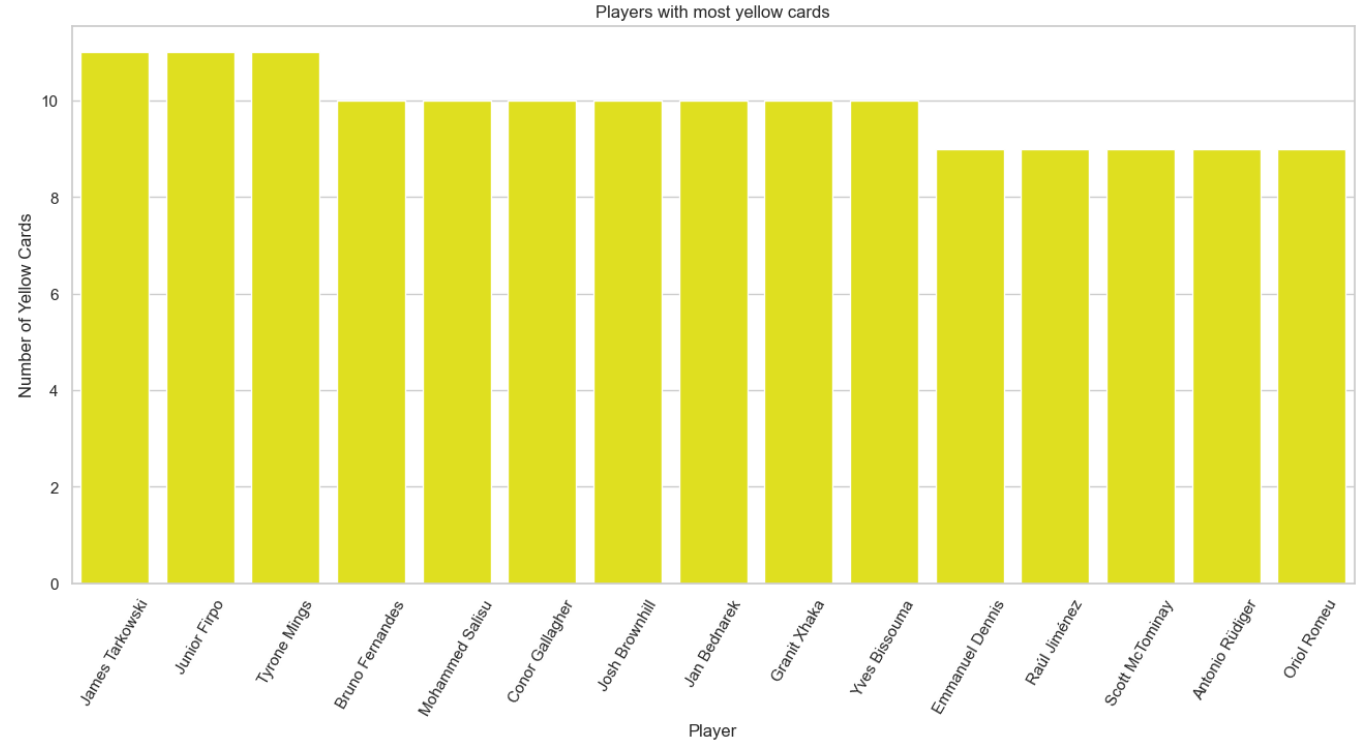 Players with most yellow cards
Number of Yellow Cards
10
8
6
4
2
0
James Tarkowski
Junior Firpo
Tyrone Mings
Bruno Fernandes
Mohammed Salisu
Conor Gallagher
Josh Brownhill
Jan Bednarek
Granit Xhaka
Yves Bissouma
Emmanuel Dennis
Raúl Jiménez
Scott McTominay
Antonio Rüdiger
Oriol Romeu
Player